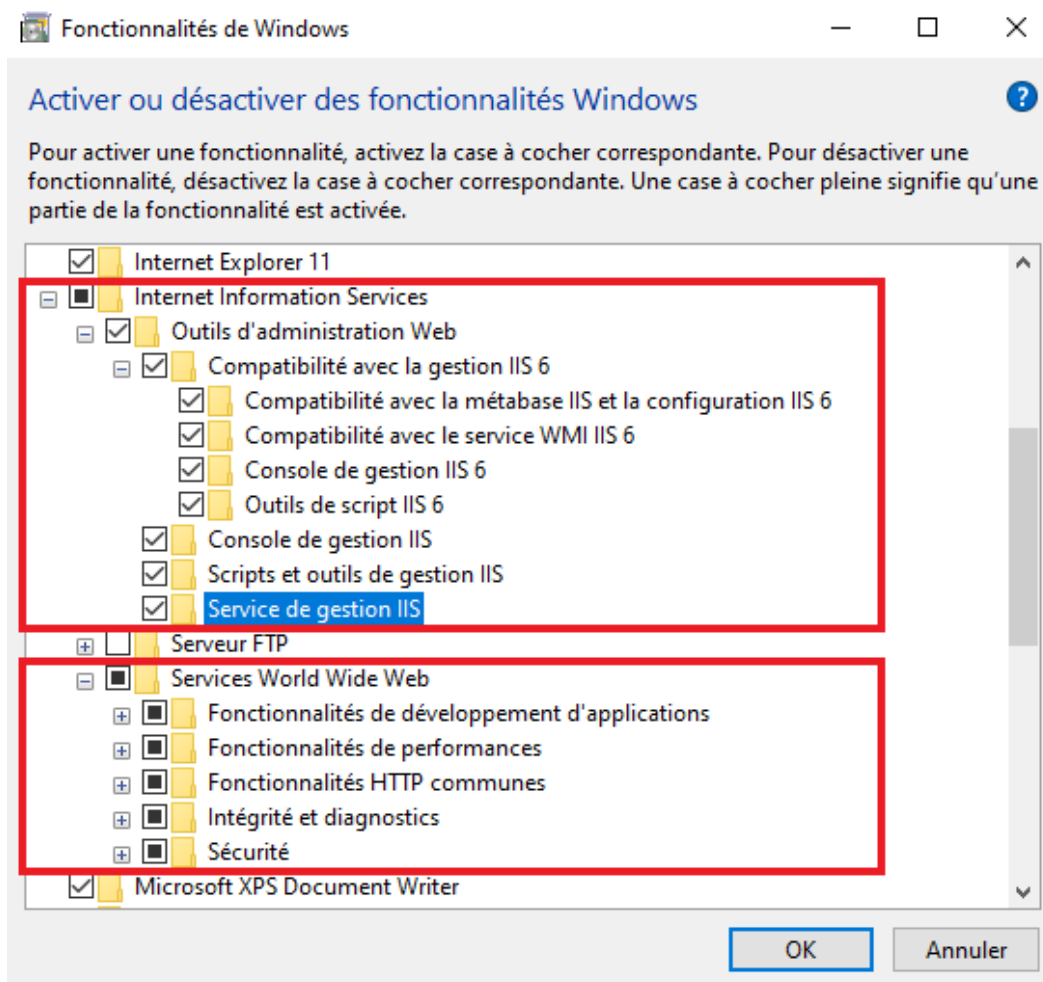 Fonctionnalités de Windows
Activer ou désactiver des fonctionnalités Windows
?
Pour activer une fonctionnalité, activez la case à cocher correspondante. Pour désactiver une
fonctionnalité, désactivez la case à cocher correspondante. Une case à cocher pleine signifie qu’une
partie de la fonctionnalité est activée.
Internet Explorer 11
Internet Information Services
Outils d'administration Web
Compatibilité avec la gestion IIS 6
Compatibilité avec la métabase IIS et la configuration IIS 6
Compatibilité avec le service WMI IIS 6
Console de gestion IIS 6
Outils de script IIS 6
Console de gestion IIS
Scripts et outils de gestion IIS
Service de gestion IIS
Serveur FTP
Services World Wide Web
Fonctionnalités de développement d'applications
Fonctionnalités de performances
Fonctionnalités HTTP communes
Intégrité et diagnostics
Sécurité
Microsoft XPS Document Writer
OK
Annuler